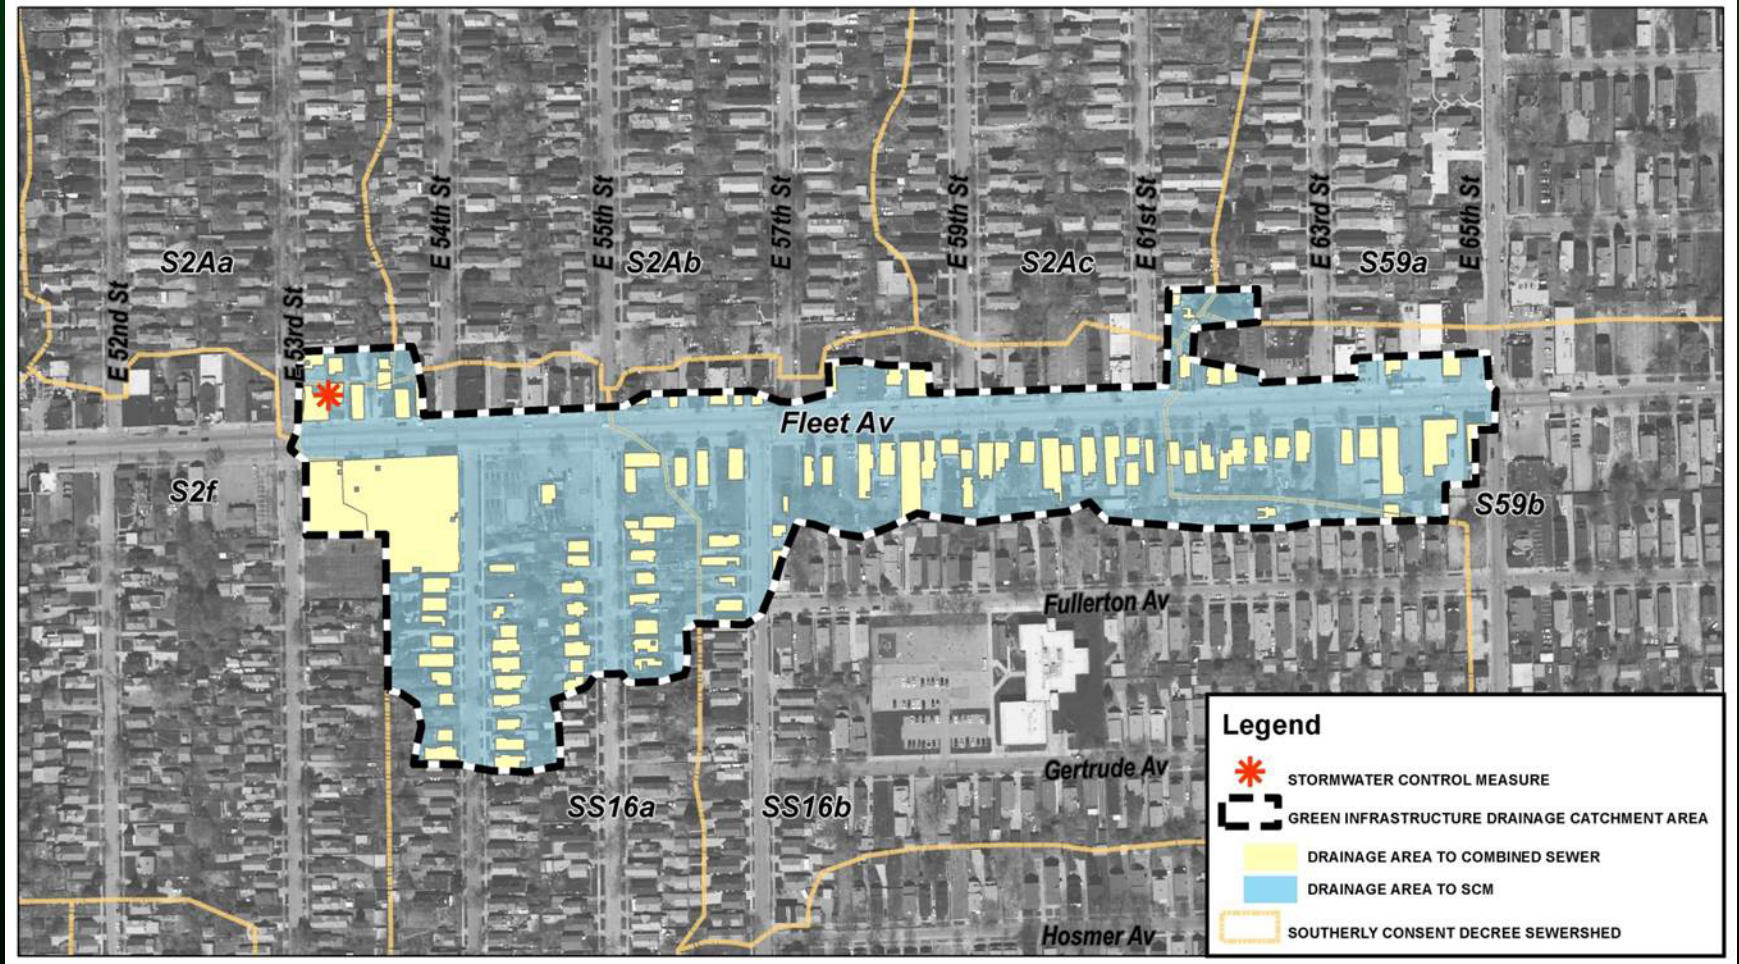 E 54th St
E 55th St
E 57th St
E 59th St
E 61st St
E 63rd St
E 65th St
S2Aa
S2Ab
S2Ac
S59a
E 52nd St
E 53rd St
Fleet Av
S2f
S59b
Fullerton Av
Gertrude Av
SS16a
SS16b
Hosmer Av
Legend
STORMWATER CONTROL MEASURE
GREEN INFRASTRUCTURE DRAINAGE CATCHMENT AREA
DRAINAGE AREA TO COMBINED SEWER
DRAINAGE AREA TO SCM
SOUTHERLY CONSENT DECREE SEWERSHED